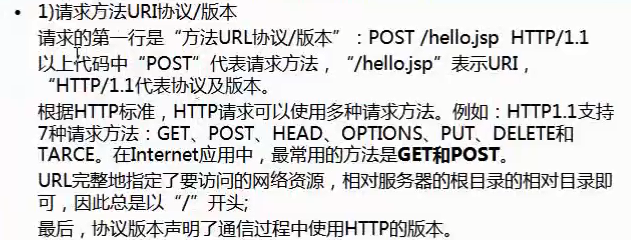 • 1)请求方法URI协议/版本
请求的第一行是“方法URL协议/版本”：POST /hello.jsp HTTP/1.1
以上代码中“POST”代表请求方法，“/hello.jsp”表示URI，
“HTTP/1.1代表协议及版本。
根据HTTP标准，HTTP请求可以使用多种请求方法。例如：HTTP1.1支持
7种请求方法：GET、POST、HEAD、OPTIONS、PUT、DELETE和
TARCE。在Internet应用中，最常用的方法是GET和POST。
URL完整地指定了要访问的网络资源，相对服务器的根目录的相对目录即
可，因此总是以“/”开头;
最后，协议版本声明了通信过程中使用HTTP的版本。